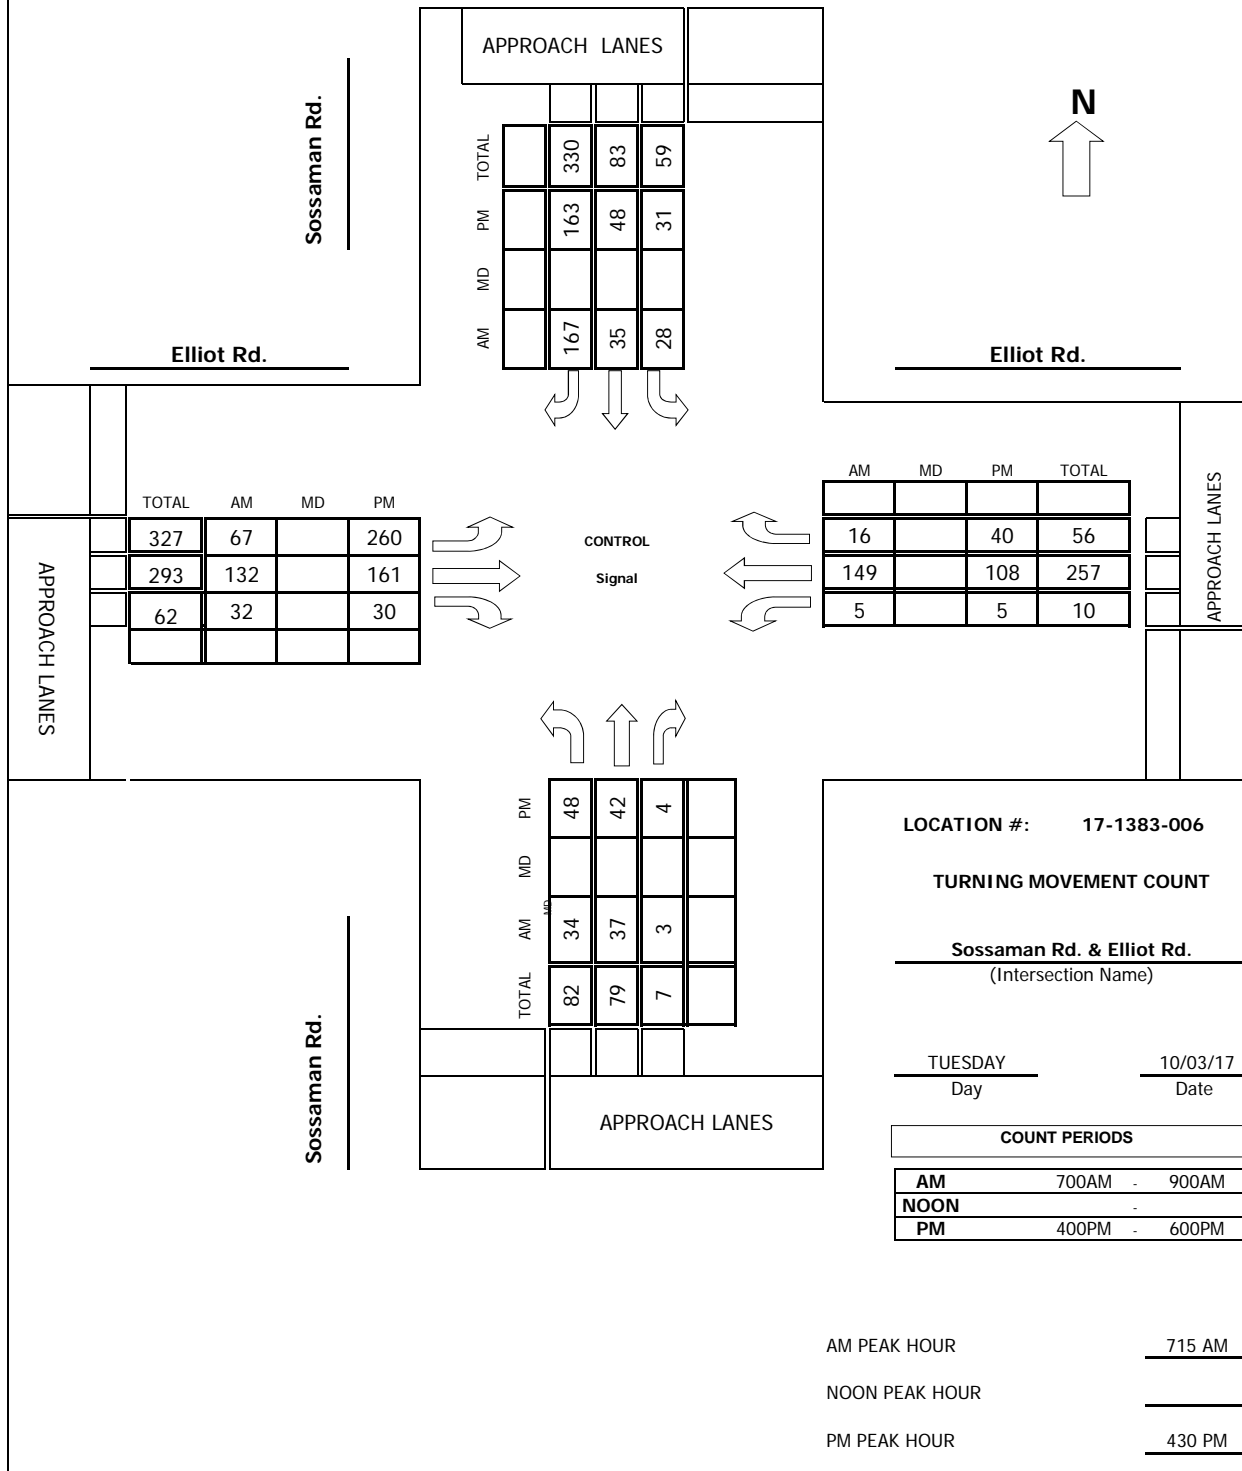 APPROACH LANES
N
Sossaman Rd.
TOTAL 330 83 59
PM 163 48 31
MD
AM 167 35 28
Elliot Rd.
Elliot Rd.
TOTAL AM MD PM
327 67 260
293 132 161
62 32 30
APPROACH LANES
CONTROL
Signal
AM MD PM TOTAL
16 40 56
149 108 257
5 5 10
APPROACH LANES
PM 48 42 4
MD
MD
AM 34 37 3
TOTAL 82 79 7
Sossaman Rd.
APPROACH LANES
LOCATION #: 17-1383-006
TURNING MOVEMENT COUNT
Sossaman Rd. & Elliot Rd.
(Intersection Name)
TUESDAY 10/03/17
Day Date
COUNT PERIODS
AM 700AM - 900AM
NOON -
PM 400PM - 600PM
AM PEAK HOUR 715 AM
NOON PEAK HOUR
PM PEAK HOUR 430 PM